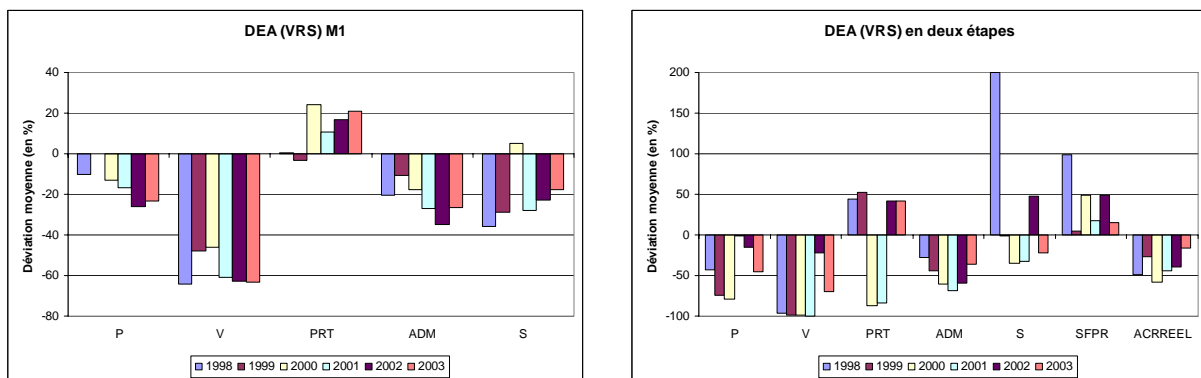 DEA (VRS) M1
Déviation moyenne (en %)
40
20
0
-20
-40
-60
-80
P V PRT ADM S
1998 1999 2000 2001 2002 2003
DEA (VRS) en deux étapes
Déviation moyenne (en %)
200
150
100
50
0
-50
-100
P V PRT ADM S SFPR ACRREEL
1998 1999 2000 2001 2002 2003